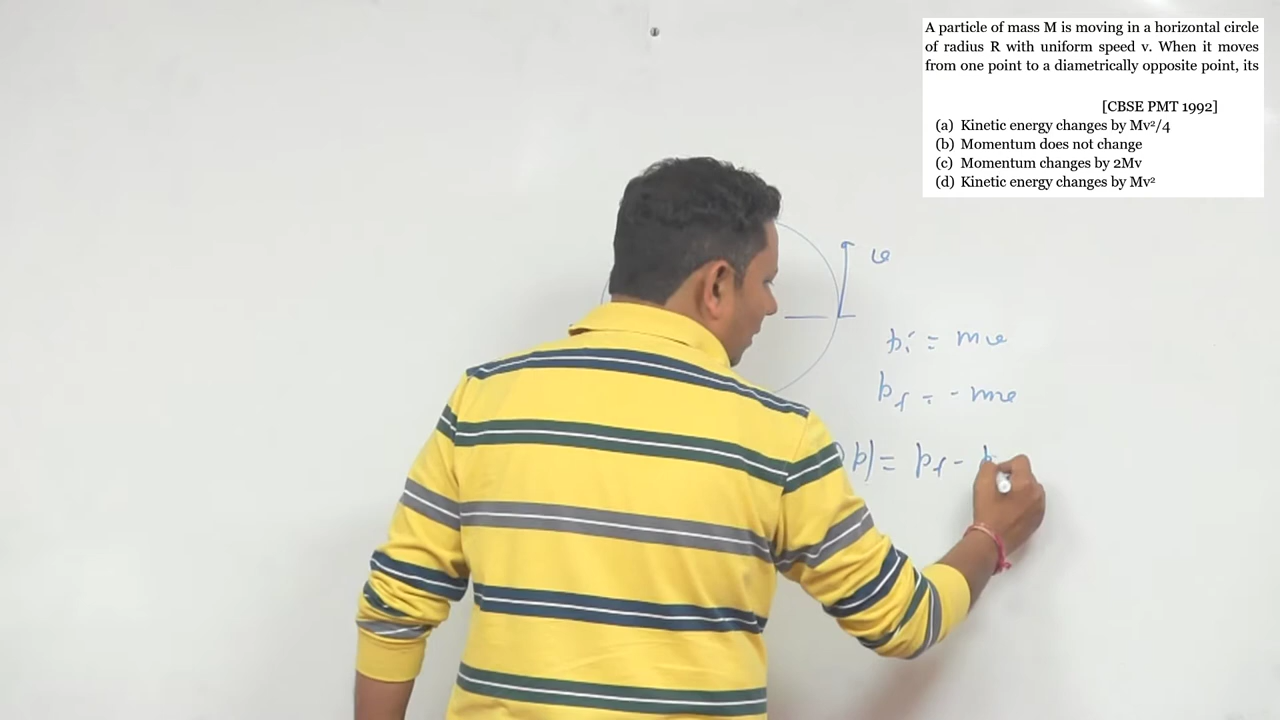 A particle of mass M is moving in a horizontal circle
of radius R with uniform speed v. When it moves
from one point to a diametrically opposite point, its
[CBSE PMT 1992]
(a) Kinetic energy changes by Mv²/4
(b) Momentum does not change
(c) Momentum changes by 2Mv
(d) Kinetic energy changes by Mv²
v
pi = mv
pf = - mv
p| = pf -